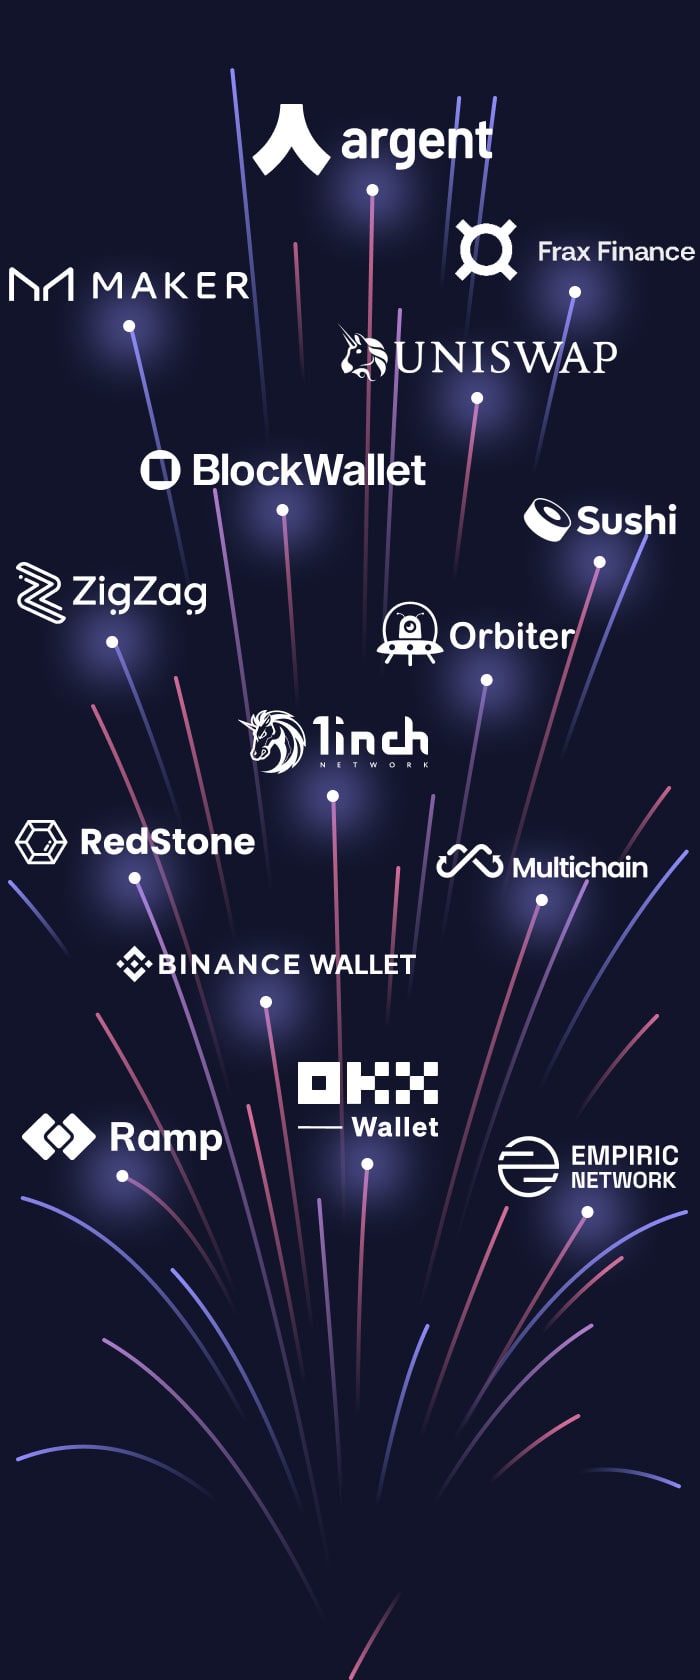 argent
Frax Finance
MAKER
UNISWAP
BlockWallet
Sushi
ZigZag
Orbiter
1inch
NETWORK
RedStone
Multichain
BINANCE WALLET
OKX
Wallet
Ramp
EMPIRIC
NETWORK